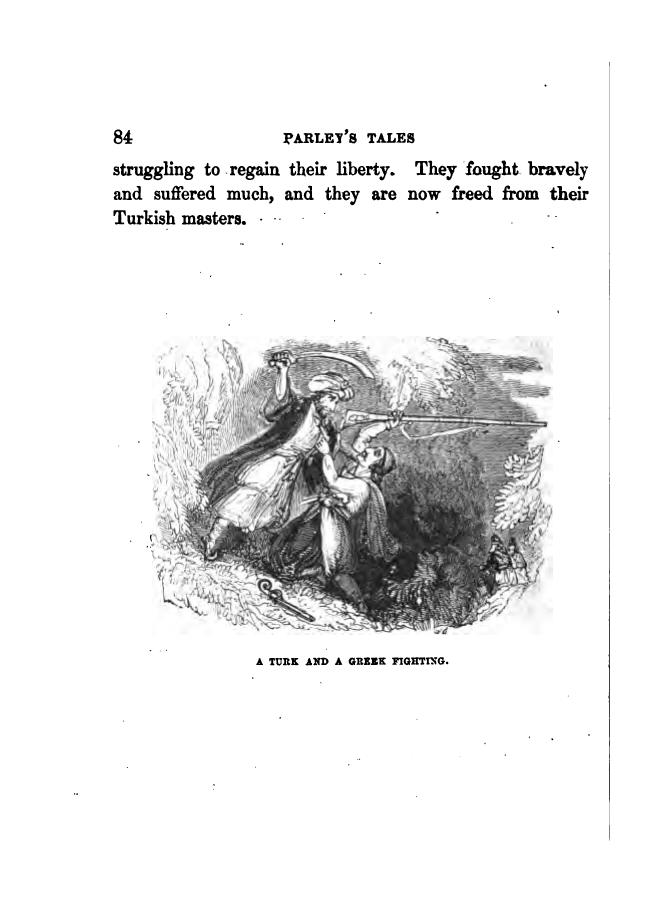 84 PARLEY'S TALES
struggling to regain their liberty. They fought bravely
and suffered much, and they are now freed from their
Turkish masters.
A TURK AND A GREEK FIGHTING.